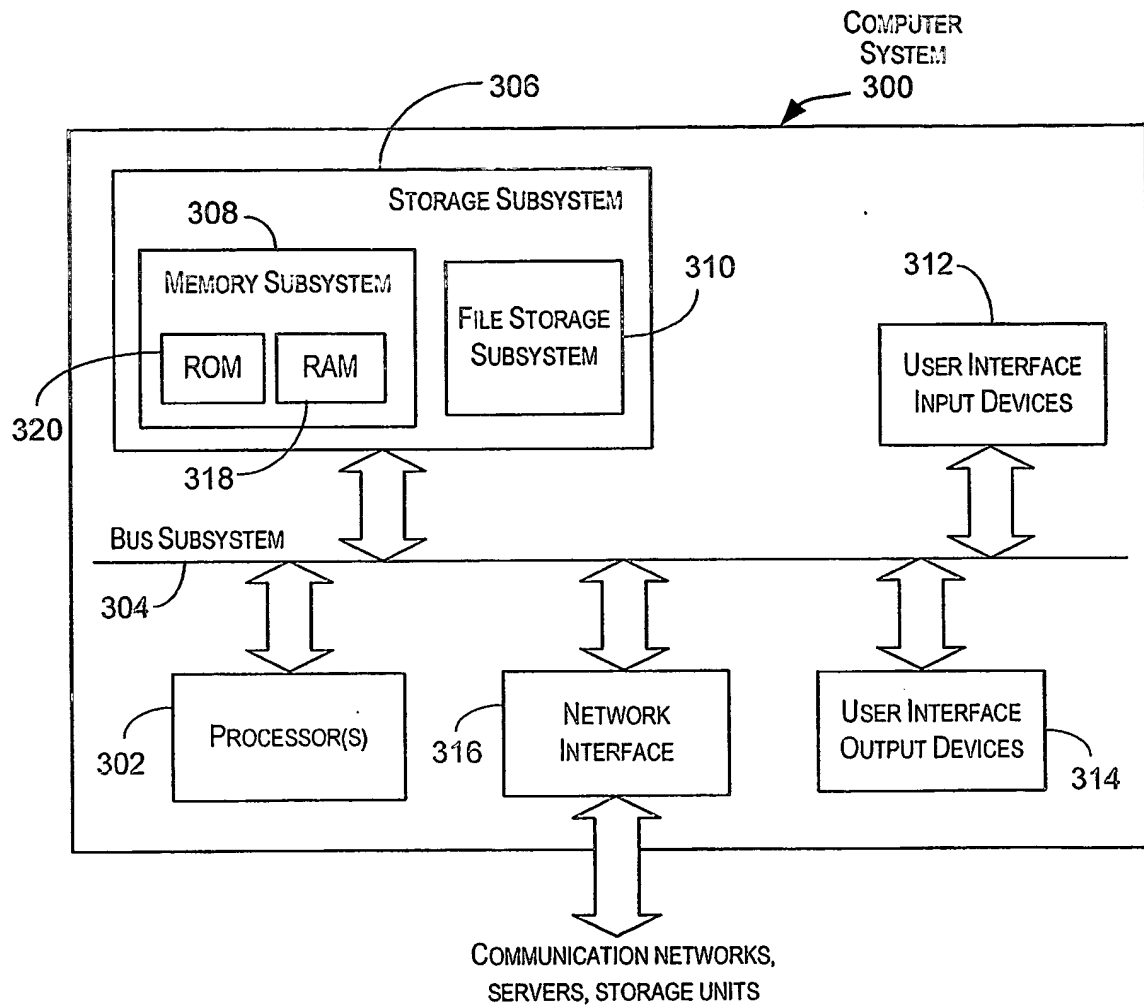 COMPUTER
SYSTEM
300
306
STORAGE SUBSYSTEM
308
MEMORY SUBSYSTEM
310
FILE STORAGE
SUBSYSTEM
ROM
RAM
320
318
312
USER INTERFACE
INPUT DEVICES
BUS SUBSYSTEM
304
PROCESSOR(S)
302
NETWORK
INTERFACE
316
USER INTERFACE
OUTPUT DEVICES
314
COMMUNICATION NETWORKS,
SERVERS, STORAGE UNITS